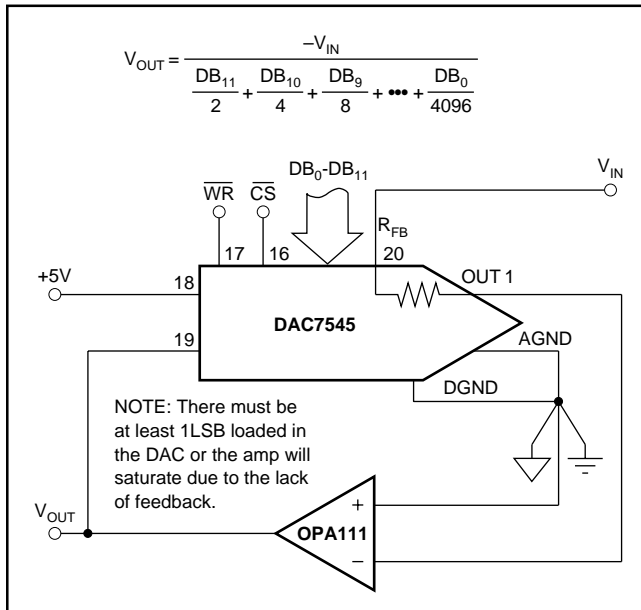 V_OUT = –V_IN / (DB_11/2 + DB_10/4 + DB_9/8 + ••• + DB_0/4096)
DB_0-DB_11
V_IN
WR CS
R_FB
17 16 20
OUT 1
+5V
18
DAC7545
AGND
19
DGND
NOTE: There must be
at least 1LSB loaded in
the DAC or the amp will
saturate due to the lack
of feedback.
+
V_OUT
OPA111
–